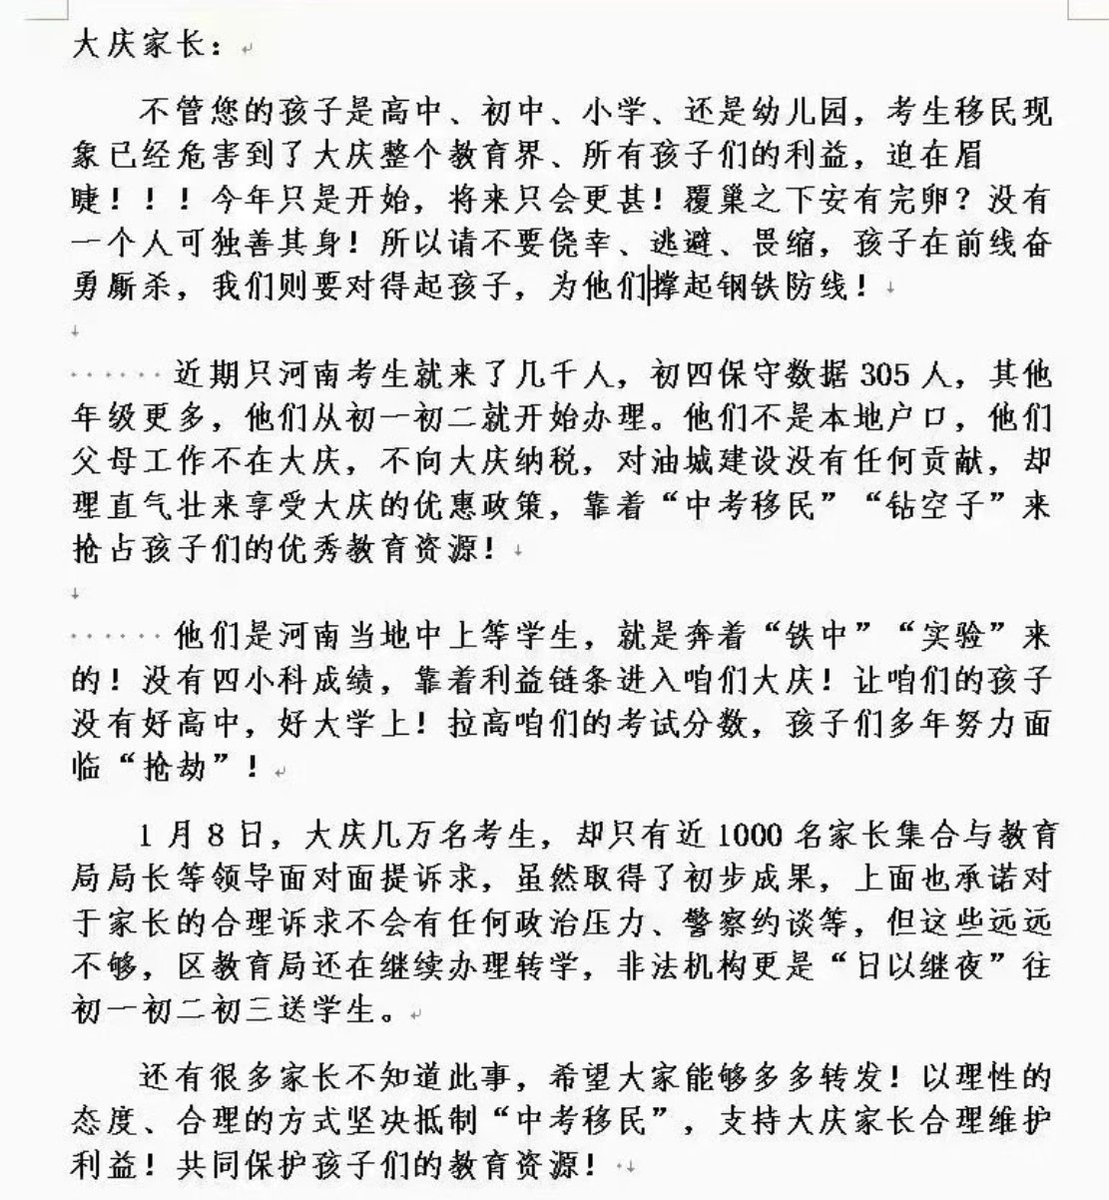 大庆家长：
不管您的孩子是高中、初中、小学、还是幼儿园，考生移民现
象已经危害到了大庆整个教育界、所有孩子们的利益，迫在眉
睫！！！今年只是开始，将来只会更甚！覆巢之下安有完卵？没有
一个人可独善其身！所以请不要侥幸、逃避、畏缩，孩子在前线奋
勇厮杀，我们则要对得起孩子，为他们撑起钢铁防线！
近期只河南考生就来了几千人，初四保守数据 305 人，其他
年级更多，他们从初一初二就开始办理。他们不是本地户口，他们
父母工作不在大庆，不向大庆纳税，对油城建设没有任何贡献，却
理直气壮来享受大庆的优惠政策，靠着“中考移民”“钻空子”来
抢占孩子们的优秀教育资源！
他们是河南当地中上等学生，就是奔着“铁中”“实验”来
的！没有四小科成绩，靠着利益链条进入咱们大庆！让咱们的孩子
没有好高中，好大学上！拉高咱们的考试分数，孩子们多年努力面
临“抢劫”！
1 月 8 日，大庆几万名考生，却只有近 1000 名家长集合与教育
局局长等领导面对面提诉求，虽然取得了初步成果，上面也承诺对
于家长的合理诉求不会有任何政治压力、警察约谈等，但这些远远
不够，区教育局还在继续办理转学，非法机构更是“日以继夜”往
初一初二初三送学生。
还有很多家长不知道此事，希望大家能够多多转发！以理性的
态度、合理的方式坚决抵制“中考移民”，支持大庆家长合理维护
利益！共同保护孩子们的教育资源！